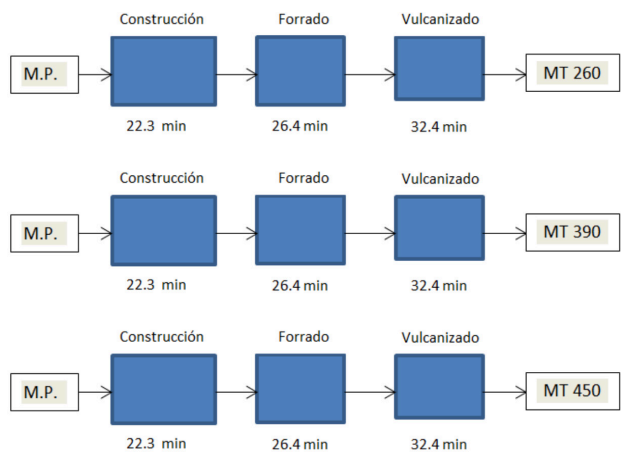 Construcción Forrado Vulcanizado
M.P. MT 260
22.3 min 26.4 min 32.4 min
Construcción Forrado Vulcanizado
M.P. MT 390
22.3 min 26.4 min 32.4 min
Construcción Forrado Vulcanizado
M.P. MT 450
22.3 min 26.4 min 32.4 min